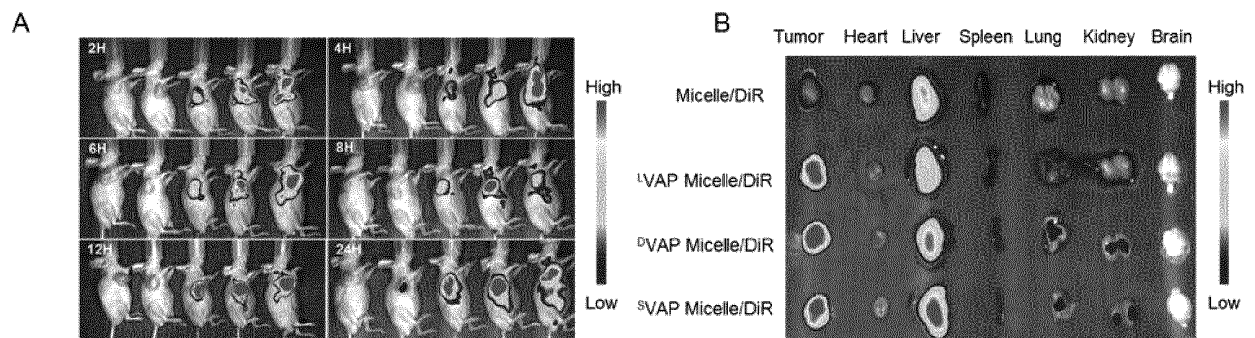 A
2H
4H
6H
8H
12H
24H
High
Low
B
Tumor Heart Liver Spleen Lung Kidney Brain
Micelle/DiR
ᴸVAP Micelle/DiR
ᴰVAP Micelle/DiR
ˢVAP Micelle/DiR
High
Low